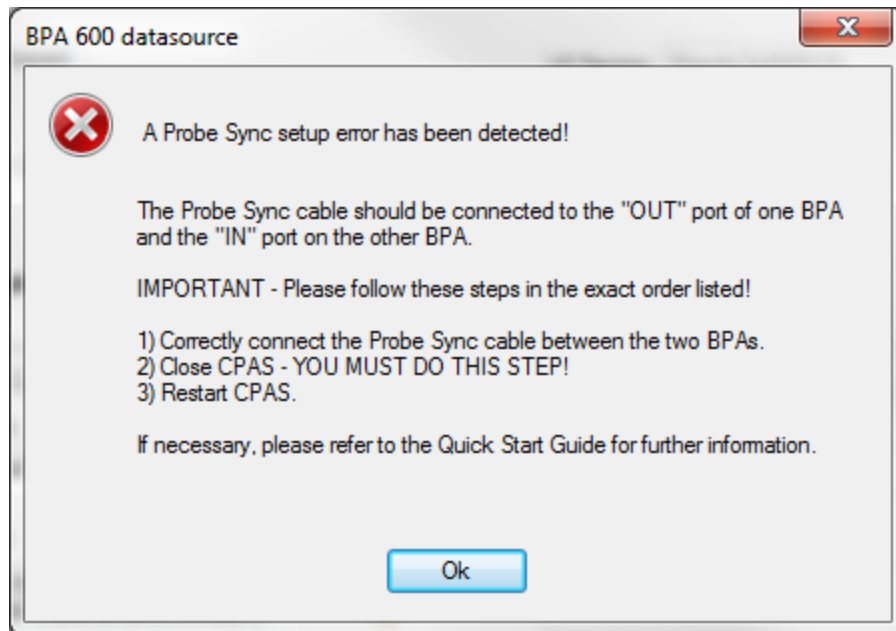 BPA 600 datasource
A Probe Sync setup error has been detected!
The Probe Sync cable should be connected to the "OUT" port of one BPA
and the "IN" port on the other BPA.
IMPORTANT - Please follow these steps in the exact order listed!
1) Correctly connect the Probe Sync cable between the two BPAs.
2) Close CPAS - YOU MUST DO THIS STEP!
3) Restart CPAS.
If necessary, please refer to the Quick Start Guide for further information.
Ok